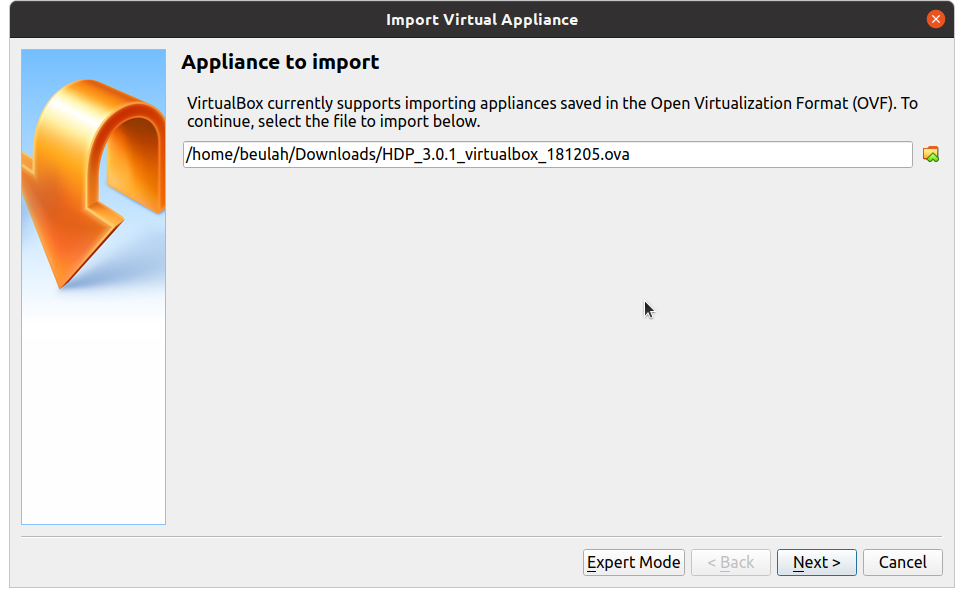 Import Virtual Appliance
Appliance to import
VirtualBox currently supports importing appliances saved in the Open Virtualization Format (OVF). To
continue, select the file to import below.
/home/beulah/Downloads/HDP_3.0.1_virtualbox_181205.ova
Expert Mode
< Back
Next >
Cancel